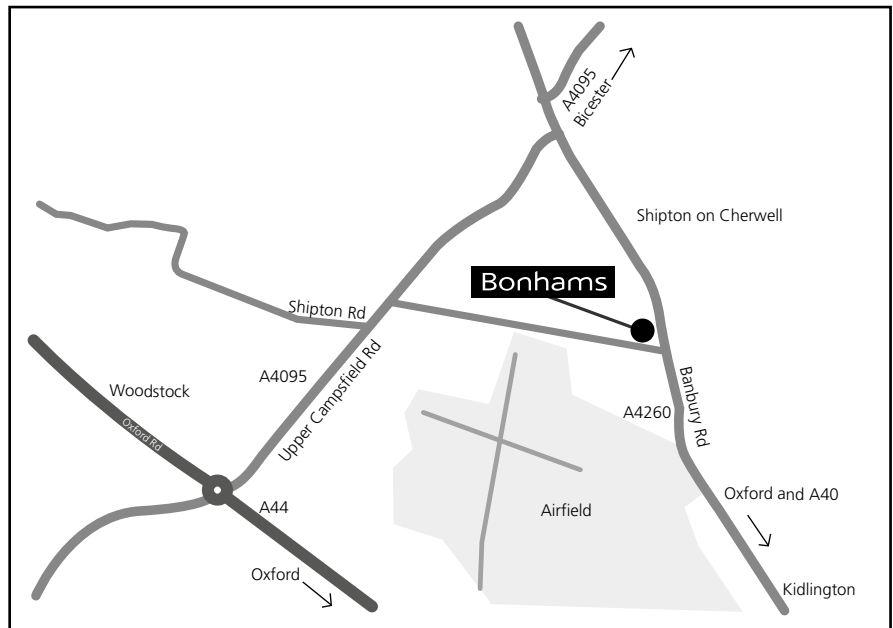 A4095
Bicester
Shipton on Cherwell
Bonhams
Shipton Rd
A4095
Upper Campsfield Rd
Woodstock
Oxford Rd
A44
Oxford
Airfield
A4260
Banbury Rd
Oxford and A40
Kidlington